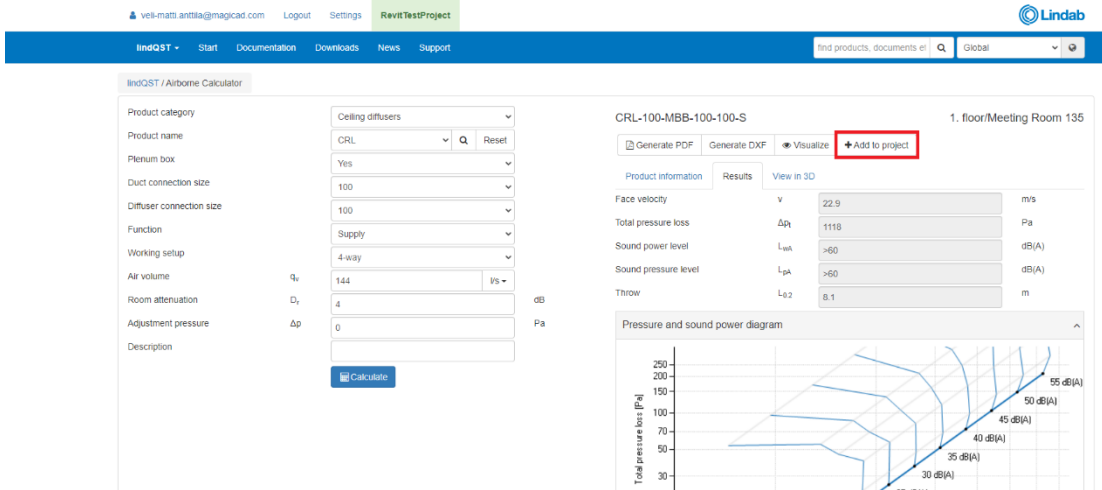 veli-matti.anttila@magicad.com Logout Settings RevitTestProject
Lindab
lindQST Start Documentation Downloads News Support
find products, documents et Global
lindQST / Airborne Calculator
Product category Ceiling diffusers
Product name CRL Reset
Plenum box Yes
Duct connection size 100
Diffuser connection size 100
Function Supply
Working setup 4-way
Air volume qv 144 l/s
Room attenuation Dr 4 dB
Adjustment pressure Δp 0 Pa
Description
Calculate
CRL-100-MBB-100-100-S 1. floor/Meeting Room 135
Generate PDF Generate DXF Visualize +Add to project
Product information Results View in 3D
Face velocity v 22.9 m/s
Total pressure loss Δpt 1118 Pa
Sound power level LwA >60 dB(A)
Sound pressure level LpA >60 dB(A)
Throw L0.2 8.1 m
Pressure and sound power diagram
Total pressure loss [Pa]
250
200
150
100
70
50
30
55 dB(A)
50 dB(A)
45 dB(A)
40 dB(A)
35 dB(A)
30 dB(A)